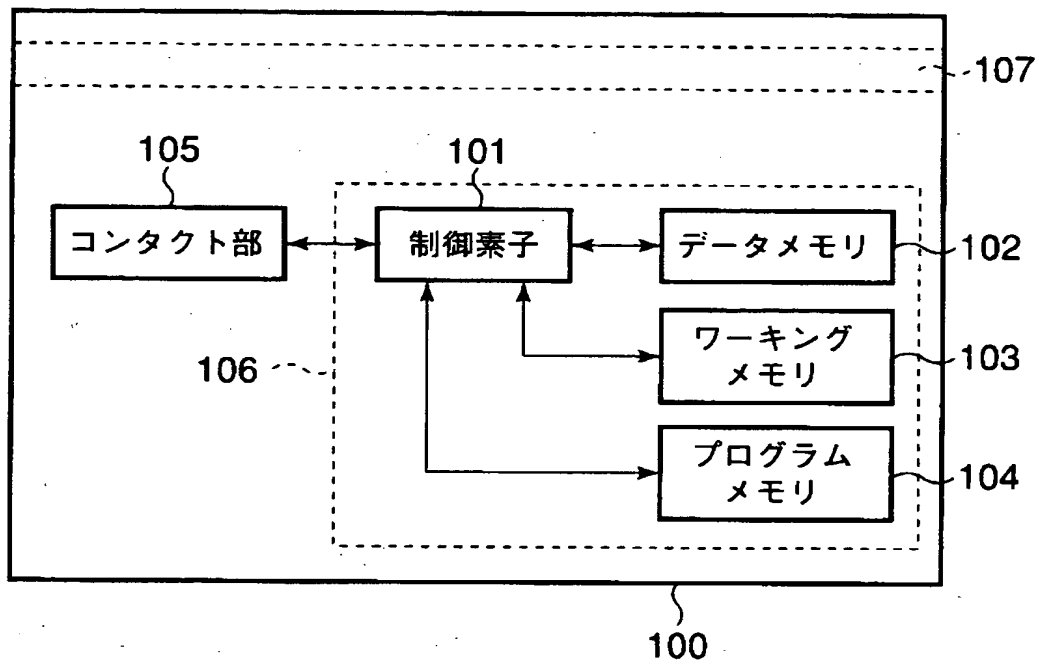 107
105
101
コンタクト部
制御素子
データメモリ
102
106
ワーキング
メモリ
103
プログラム
メモリ
104
100